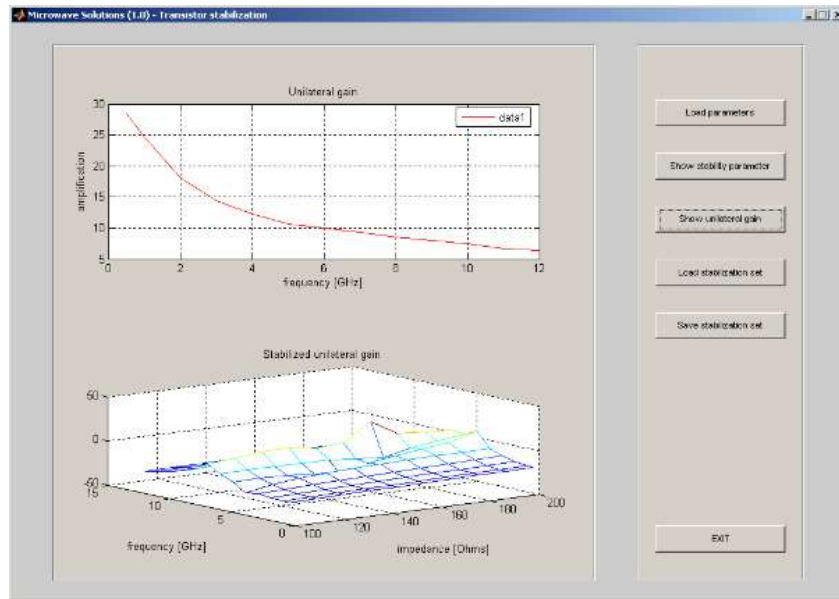 Microwave Solutions (1.0) - Transistor stabilization
Unilateral gain
30
25
20
15
10
5
amplification
data1
0 2 4 6 8 10 12
frequency [GHz]
Stabilized unilateral gain
50
0
-50
15 10 5 0
100 120 140 160 180 200
frequency [GHz]
impedance [Ohms]
Load parameters
Show stability parameter
Show unilateral gain
Load stabilization set
Save stabilization set
EXIT